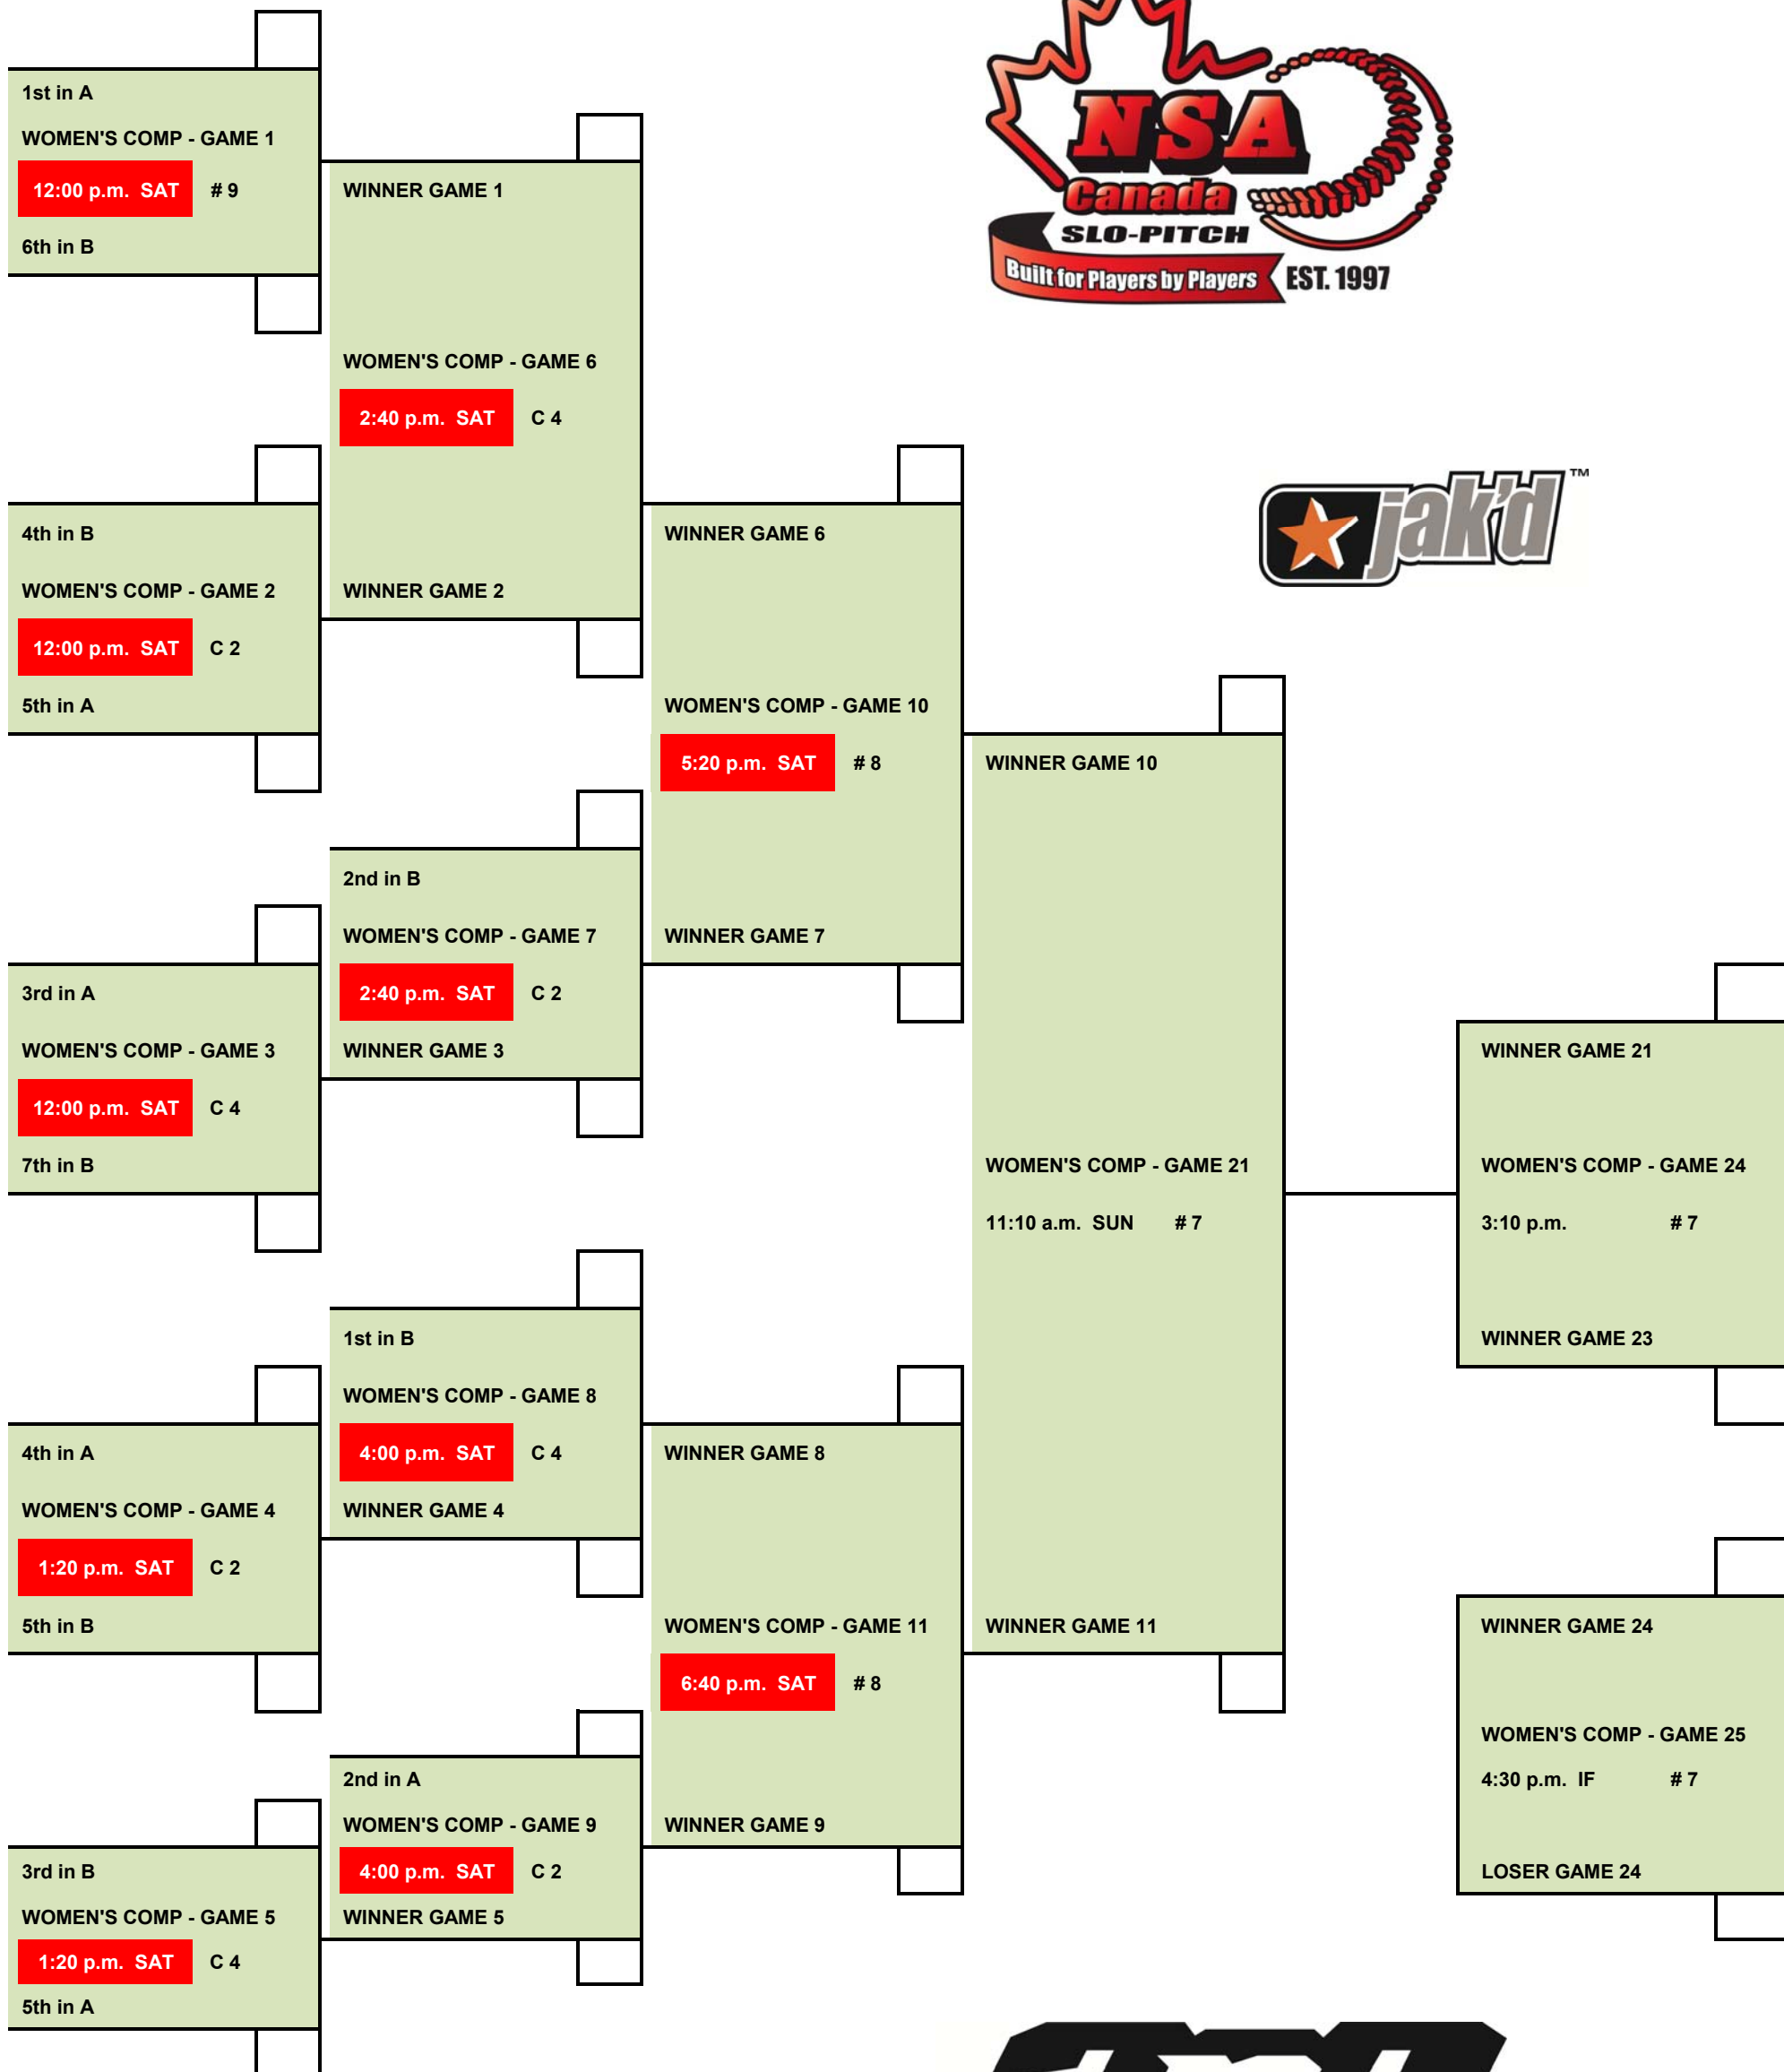 1st in A
WOMEN'S COMP - GAME 1
12:00 p.m. SAT # 9
6th in B
4th in B
WOMEN'S COMP - GAME 2
12:00 p.m. SAT C 2
5th in A
3rd in A
WOMEN'S COMP - GAME 3
12:00 p.m. SAT C 4
7th in B
4th in A
WOMEN'S COMP - GAME 4
1:20 p.m. SAT C 2
5th in B
3rd in B
WOMEN'S COMP - GAME 5
1:20 p.m. SAT C 4
5th in A
WINNER GAME 1
WOMEN'S COMP - GAME 6
2:40 p.m. SAT C 4
WINNER GAME 2
2nd in B
WOMEN'S COMP - GAME 7
2:40 p.m. SAT C 2
WINNER GAME 3
1st in B
WOMEN'S COMP - GAME 8
4:00 p.m. SAT C 4
WINNER GAME 4
2nd in A
WOMEN'S COMP - GAME 9
4:00 p.m. SAT C 2
WINNER GAME 5
WINNER GAME 6
WOMEN'S COMP - GAME 10
5:20 p.m. SAT # 8
WINNER GAME 7
WINNER GAME 8
WOMEN'S COMP - GAME 11
6:40 p.m. SAT # 8
WINNER GAME 9
WINNER GAME 10
WOMEN'S COMP - GAME 21
11:10 a.m. SUN # 7
WINNER GAME 11
NSA
Canada
SLO-PITCH
Built for Players by Players EST. 1997
jak'd™
WINNER GAME 21
WOMEN'S COMP - GAME 24
3:10 p.m. # 7
WINNER GAME 23
WINNER GAME 24
WOMEN'S COMP - GAME 25
4:30 p.m. IF # 7
LOSER GAME 24